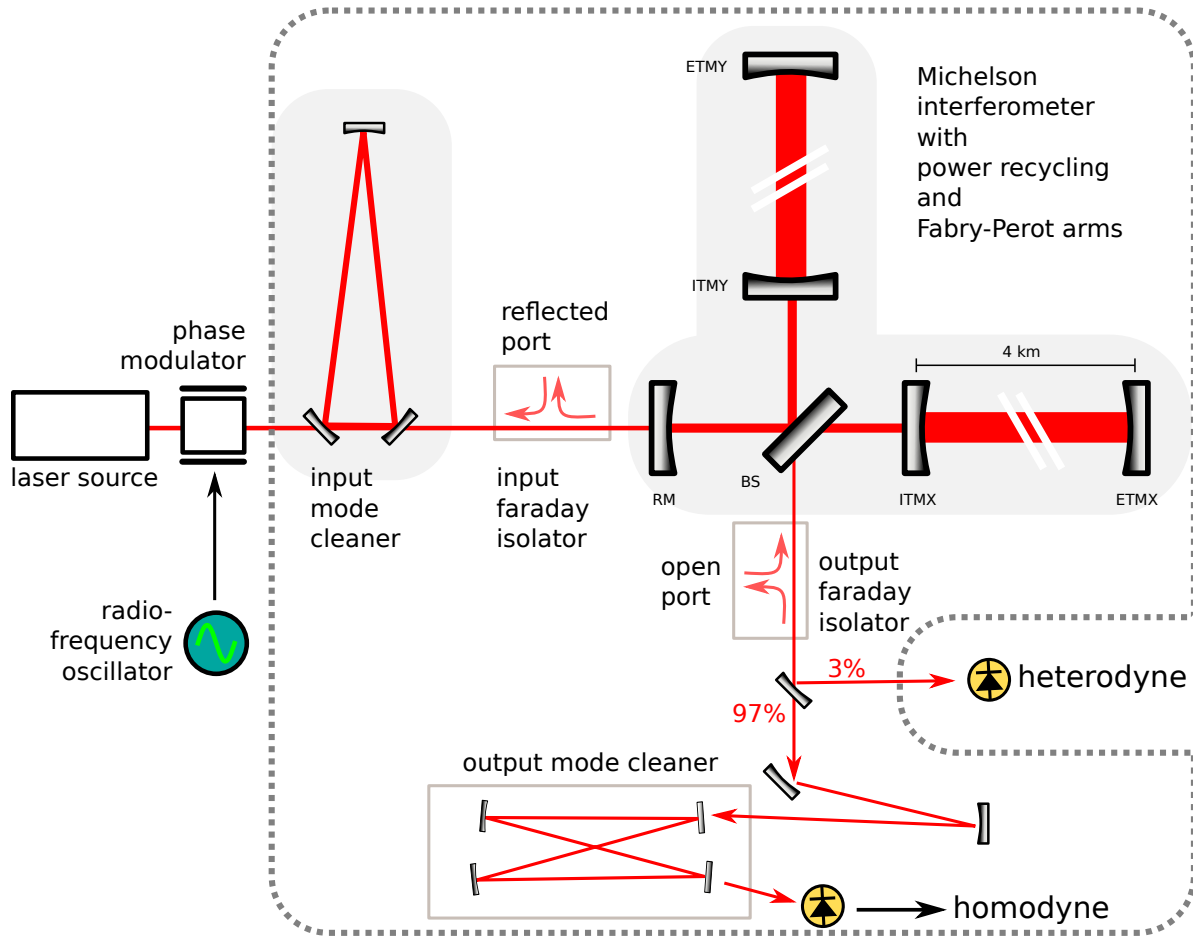 Michelson
interferometer
with
power recycling
and
Fabry-Perot arms
ETMY
ITMY
reflected
port
phase
modulator
4 km
laser source
input
mode
cleaner
input
faraday
isolator
RM
BS
ITMX
ETMX
open
port
output
faraday
isolator
radio-
frequency
oscillator
3%
heterodyne
97%
output mode cleaner
homodyne